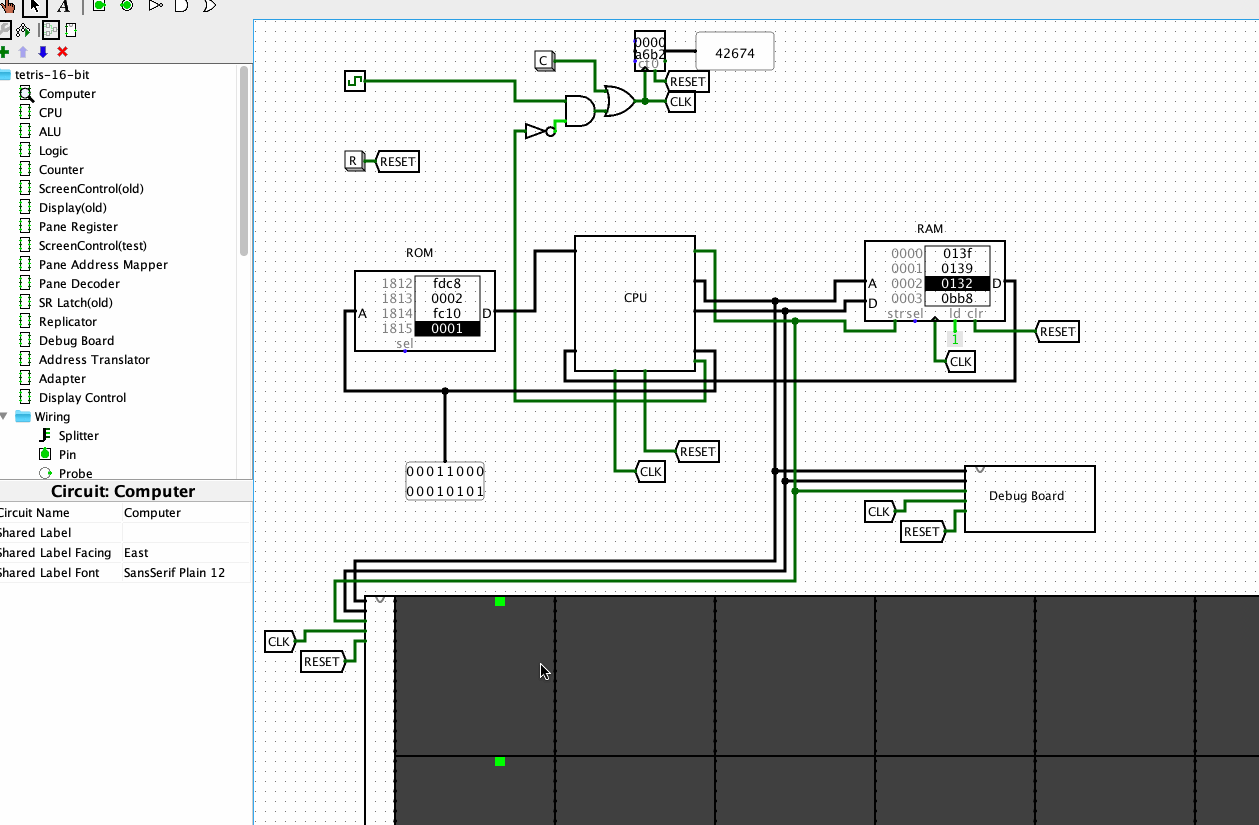 A
tetris-16-bit
Computer
CPU
ALU
Logic
Counter
ScreenControl(old)
Display(old)
Pane Register
ScreenControl(test)
Pane Address Mapper
Pane Decoder
SR Latch(old)
Replicator
Debug Board
Address Translator
Adapter
Display Control
Wiring
Splitter
Pin
Probe
Circuit: Computer
Circuit Name Computer
Shared Label
Shared Label Facing East
Shared Label Font SansSerif Plain 12
C
0000
a6b2
ct0
42674
RESET
CLK
R
RESET
ROM
1812 fdc8
1813 0002
1814 fc10
1815 0001
A
D
sel
CPU
RAM
0000 013f
0001 0139
0002 0132
0003 0bb8
A
D
D
str sel ld clr
1
RESET
CLK
RESET
CLK
00011000
00010101
Debug Board
CLK
RESET
CLK
RESET